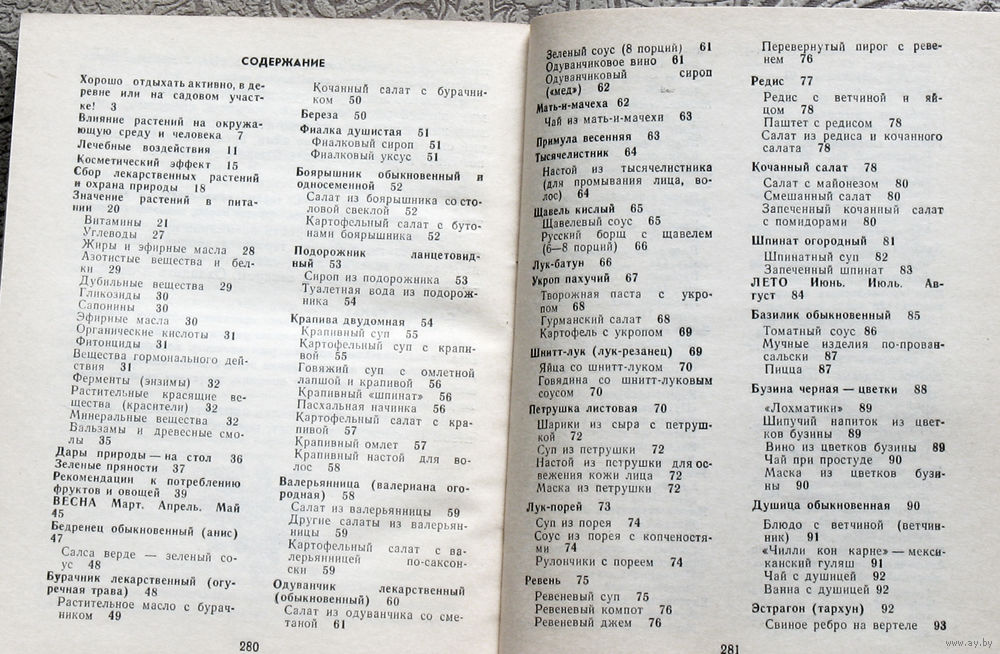 СОДЕРЖАНИЕ
Хорошо отдыхать активно, в де-
ревне или на садовом участ-
ке! 3
Влияние растений на окружа-
ющую среду и человека 7
Лечебные воздействия 11
Косметический эффект 15
Сбор лекарственных растений
и охрана природы 18
Значение растений в пита-
нии 20
Витамины 21
Углеводы 27
Жиры и эфирные масла 28
Азотистые вещества и бел-
ки 29
Дубильные вещества 29
Гликозиды 30
Сапонины 30
Эфирные масла 30
Органические кислоты 31
Фитонциды 31
Вещества гормонального дей-
ствия 31
Ферменты (энзимы) 32
Растительные красящие ве-
щества (красители) 32
Минеральные вещества 32
Бальзамы и древесные смо-
лы 35
Дары природы — на стол 36
Зеленые пряности 37
Рекомендации к потреблению
фруктов и овощей 39
ВЕСНА Март. Апрель. Май
45
Бедренец обыкновенный (анис)
47
Салса верде — зеленый со-
ус 48
Бурачник лекарственный (огу-
речная трава) 48
Растительное масло с бурач-
ником 49
Кочанный салат с бурачни-
ком 50
Береза 50
Фиалка душистая 51
Фиалковый сироп 51
Фиалковый уксус 51
Боярышник обыкновенный и
односеменной 52
Салат из боярышника со сто-
ловой свеклой 52
Картофельный салат с буто-
нами боярышника 52
Подорожник ланцетовид-
ный 53
Сироп из подорожника 53
Туалетная вода из подорож-
ника 54
Крапива двудомная 54
Крапивный суп 55
Картофельный суп с крапи-
вой 55
Говяжий суп с омлетной
лапшой и крапивой 56
Крапивный «шпинат» 56
Пасхальная начинка 56
Картофельный салат с кра-
пивой 57
Крапивный омлет 57
Крапивный настой для во-
лос 58
Валерьянница (валериана ого-
родная) 58
Салат из валерьянницы 59
Другие салаты из валерьян-
ницы 59
Картофельный салат с ва-
лерьянницей по-саксон-
ски 59
Одуванчик лекарственный
(обыкновенный) 60
Салат из одуванчика со сме-
таной 61
280
Зеленый соус (8 порций) 61
Одуванчиковое вино 61
Одуванчиковый сироп
(«мед») 62
Мать-и-мачеха 62
Чай из мать-и-мачехи 63
Примула весенняя 63
Тысячелистник 64
Настой из тысячелистника
(для промывания лица, во-
лос) 64
Щавель кислый 65
Щавелевый соус 65
Русский борщ с щавелем
(6—8 порций) 66
Лук-батун 66
Укроп пахучий 67
Творожная паста с укро-
пом 68
Гурманский салат 68
Картофель с укропом 69
Шнитт-лук (лук-резанец) 69
Яйца со шнитт-луком 70
Говядина со шнитт-луковым
соусом 70
Петрушка листовая 70
Шарики из сыра с петруш-
кой 72
Суп из петрушки 72
Настой из петрушки для ос-
вежения кожи лица 72
Маска из петрушки 72
Лук-порей 73
Суп из порея 74
Соус из порея с копченостя-
ми 74
Рулончики с пореем 74
Ревень 75
Ревеневый суп 75
Ревеневый компот 76
Ревеневый джем 76
Перевернутый пирог с реве-
нем 76
Редис 77
Редис с ветчиной и яй-
цом 78
Паштет с редисом 78
Салат из редиса и кочанного
салата 78
Кочанный салат 78
Салат с майонезом 80
Смешанный салат 80
Запеченный кочанный салат
с помидорами 80
Шпинат огородный 81
Шпинатный суп 82
Запеченный шпинат 83
ЛЕТО Июнь. Июль. Ав-
густ 84
Базилик обыкновенный 85
Томатный соус 86
Мучные изделия по-прован-
сальски 87
Пицца 87
Бузина черная — цветки 88
«Лохматики» 89
Шипучий напиток из цвет-
ков бузины 89
Вино из цветков бузины 89
Чай при простуде 90
Маска из цветков бузи-
ны 90
Душица обыкновенная 90
Блюдо с ветчиной (ветчин-
ник) 91
«Чилли кон карне» — мекси-
канский гуляш 91
Чай с душицей 92
Ванна с душицей 92
Эстрагон (тархун) 92
Свиное ребро на вертеле 93
281
www.ay.by